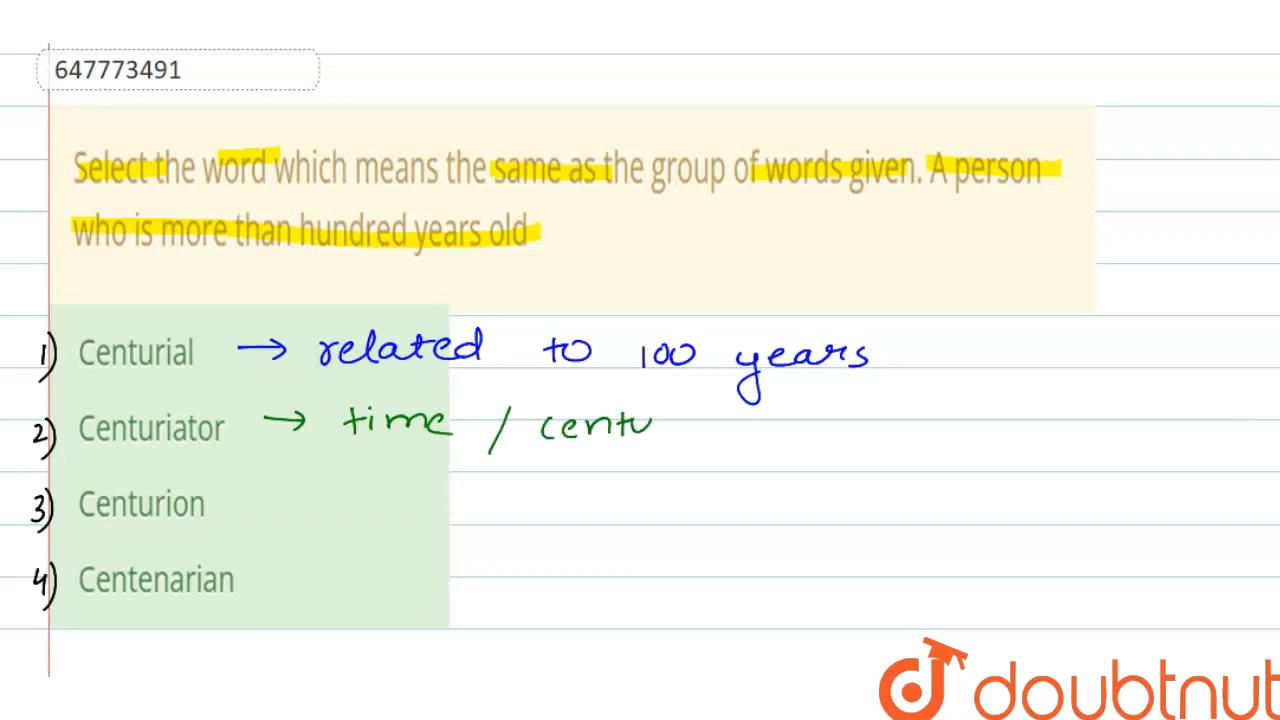 647773491
Select the word which means the same as the group of words given. A person
who is more than hundred years old
1) Centurial → related to 100 years
2) Centuriator → time / centu
3) Centurion
4) Centenarian
doubtnut